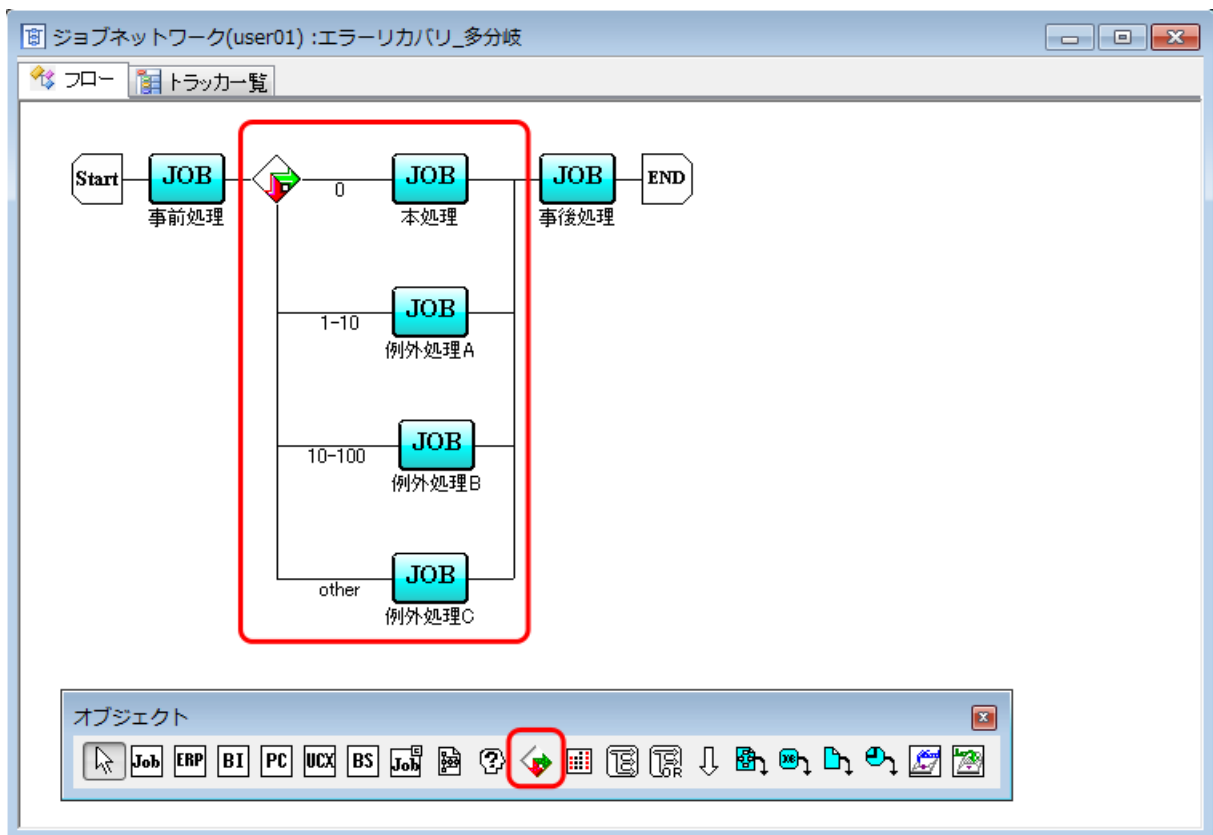 ジョブネットワーク(user01) :エラーリカバリ_多分岐
フロー トラッカ一覧
Start JOB 0 JOB JOB END
事前処理 本処理 事後処理
1-10 JOB
例外処理A
10-100 JOB
例外処理B
other JOB
例外処理C
オブジェクト
Job ERP BI PC UCX BS Job OR